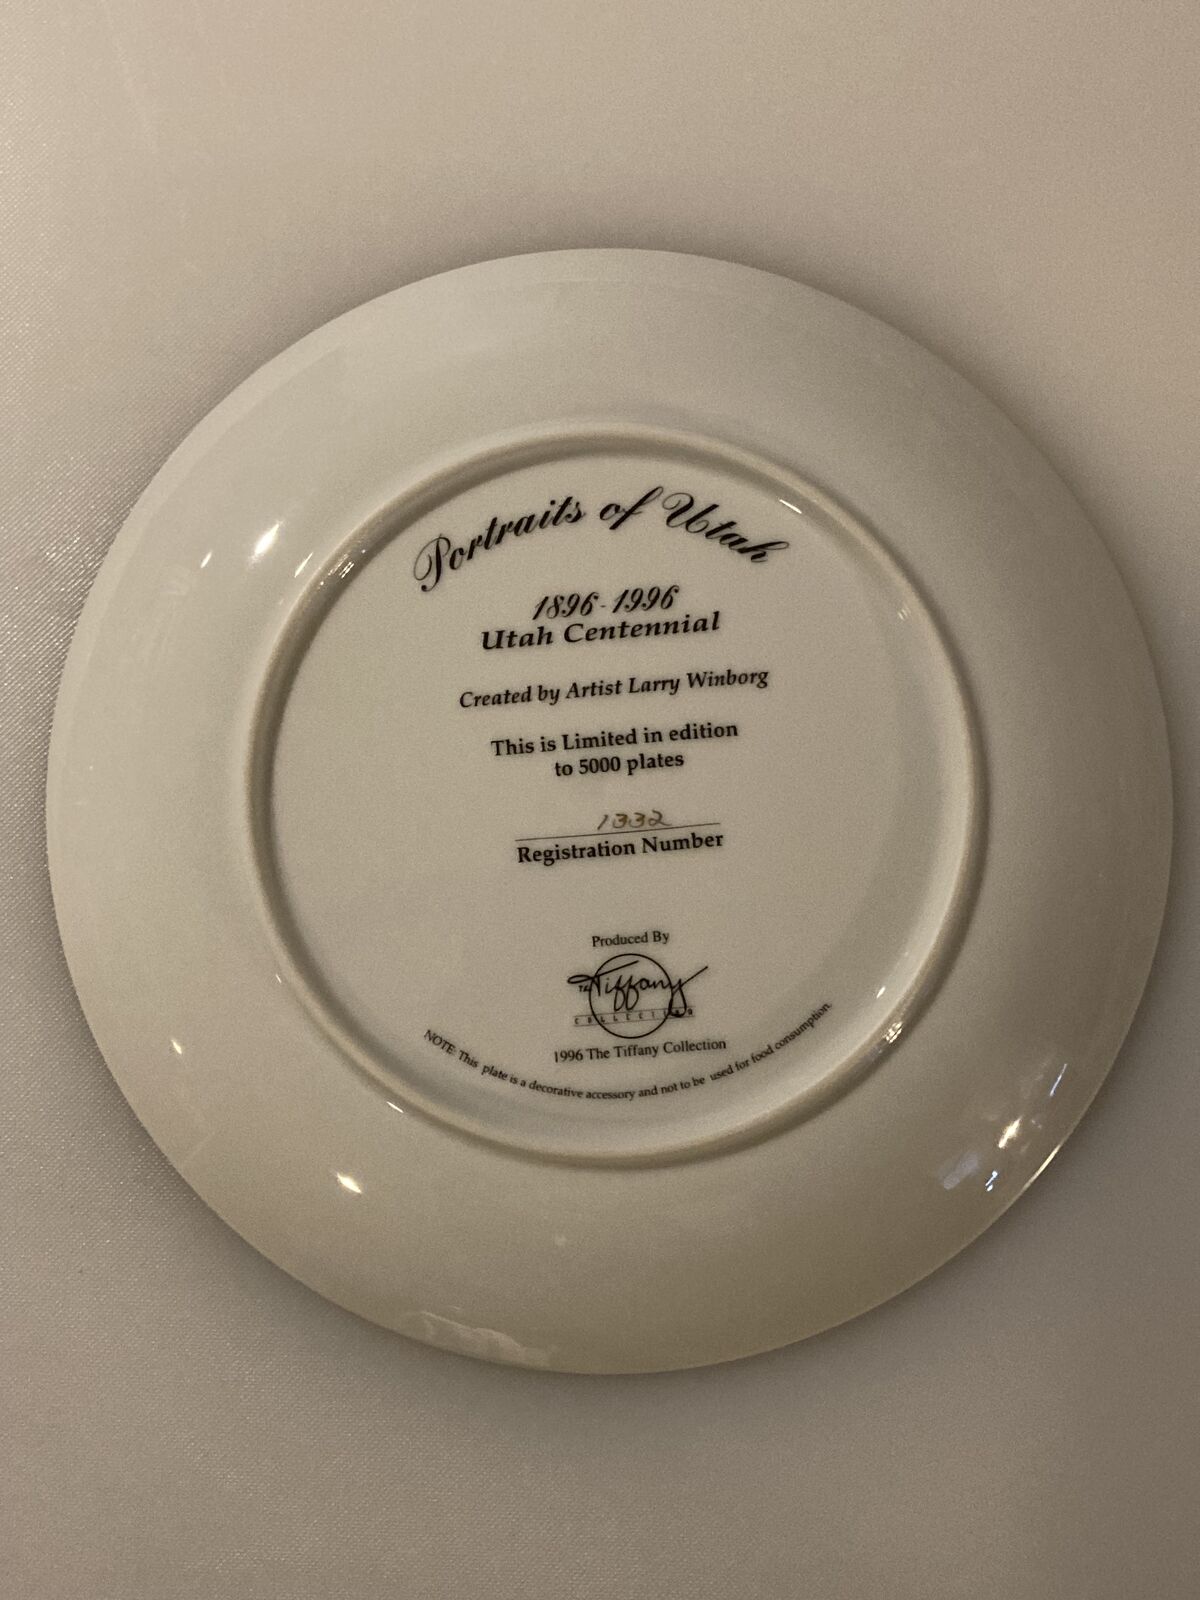 Portraits of Utah
1896-1996
Utah Centennial
Created by Artist Larry Winborg
This is Limited in edition
to 5000 plates
1332
Registration Number
Produced By
The Tiffany
COLLECTION
1996 The Tiffany Collection
NOTE: This plate is a decorative accessory and not to be used for food consumption.